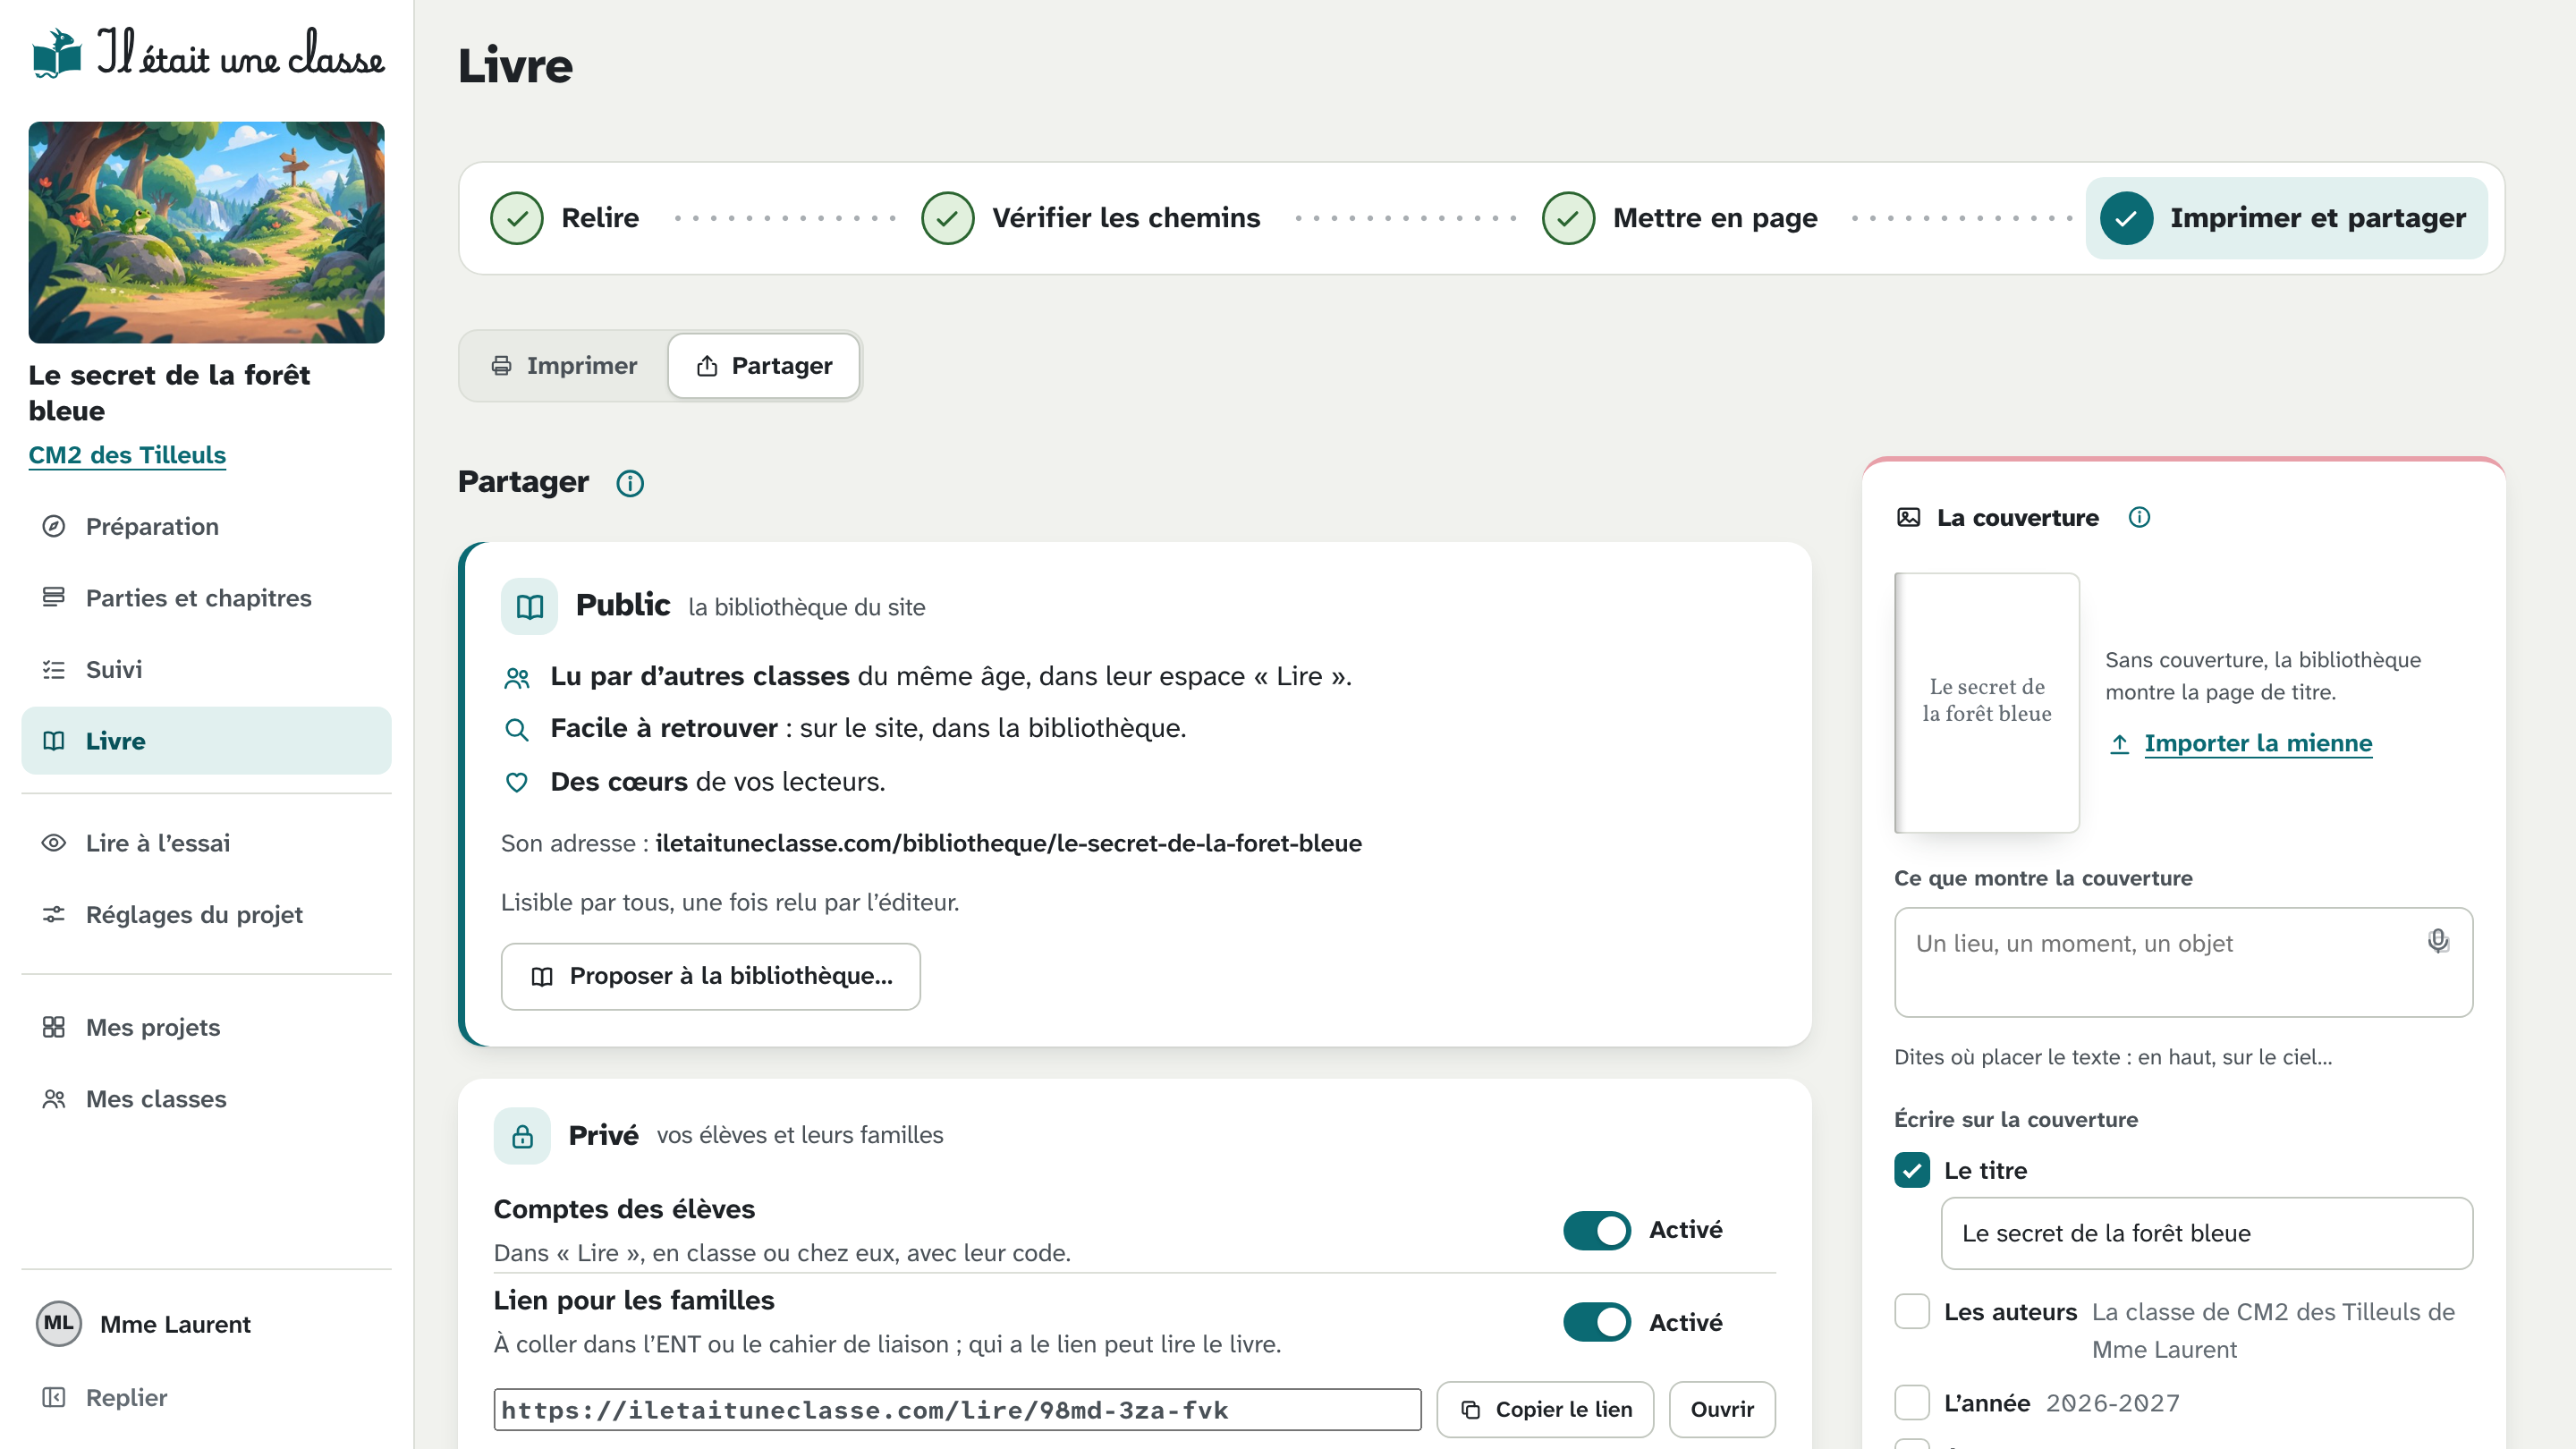 Il était une classe
Le secret de la forêt
bleue
CM2 des Tilleuls
Préparation
Parties et chapitres
Suivi
Livre
Lire à l’essai
Réglages du projet
Mes projets
Mes classes
ML Mme Laurent
Replier
Livre
Relire
Vérifier les chemins
Mettre en page
Imprimer et partager
Imprimer
Partager
Partager
Public la bibliothèque du site
Lu par d’autres classes du même âge, dans leur espace « Lire ».
Facile à retrouver : sur le site, dans la bibliothèque.
Des cœurs de vos lecteurs.
Son adresse : iletaituneclasse.com/bibliotheque/le-secret-de-la-foret-bleue
Lisible par tous, une fois relu par l’éditeur.
Proposer à la bibliothèque…
Privé vos élèves et leurs familles
Comptes des élèves
Dans « Lire », en classe ou chez eux, avec leur code.
Activé
Lien pour les familles
À coller dans l’ENT ou le cahier de liaison ; qui a le lien peut lire le livre.
Activé
https://iletaituneclasse.com/lire/98md-3za-fvk
Copier le lien
Ouvrir
La couverture
Le secret de
la forêt bleue
Sans couverture, la bibliothèque
montre la page de titre.
Importer la mienne
Ce que montre la couverture
Un lieu, un moment, un objet
Dites où placer le texte : en haut, sur le ciel…
Écrire sur la couverture
Le titre
Le secret de la forêt bleue
Les auteurs La classe de CM2 des Tilleuls de
Mme Laurent
L’année 2026-2027